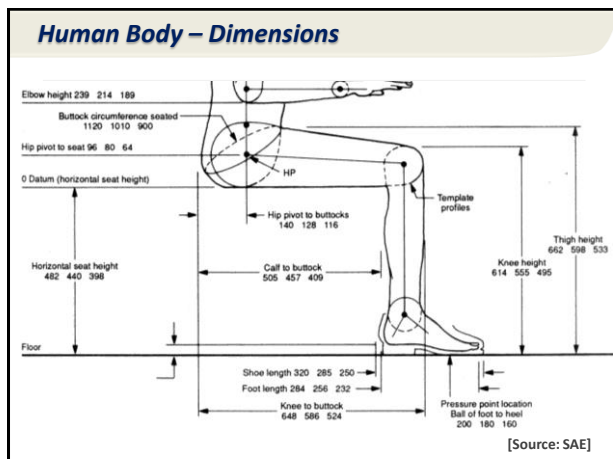 Human Body – Dimensions
Elbow height 239 214 189
Buttock circumference seated
1120 1010 900
Hip pivot to seat 96 80 64
HP
0 Datum (horizontal seat height)
Template
profiles
Hip pivot to buttocks
140 128 116
Thigh height
662 598 533
Horizontal seat height
482 440 398
Calf to buttock
505 457 409
Knee height
614 555 495
Floor
Shoe length 320 285 250
Foot length 284 256 232
Knee to buttock
648 586 524
Pressure point location
Ball of foot to heel
200 180 160
[Source: SAE]